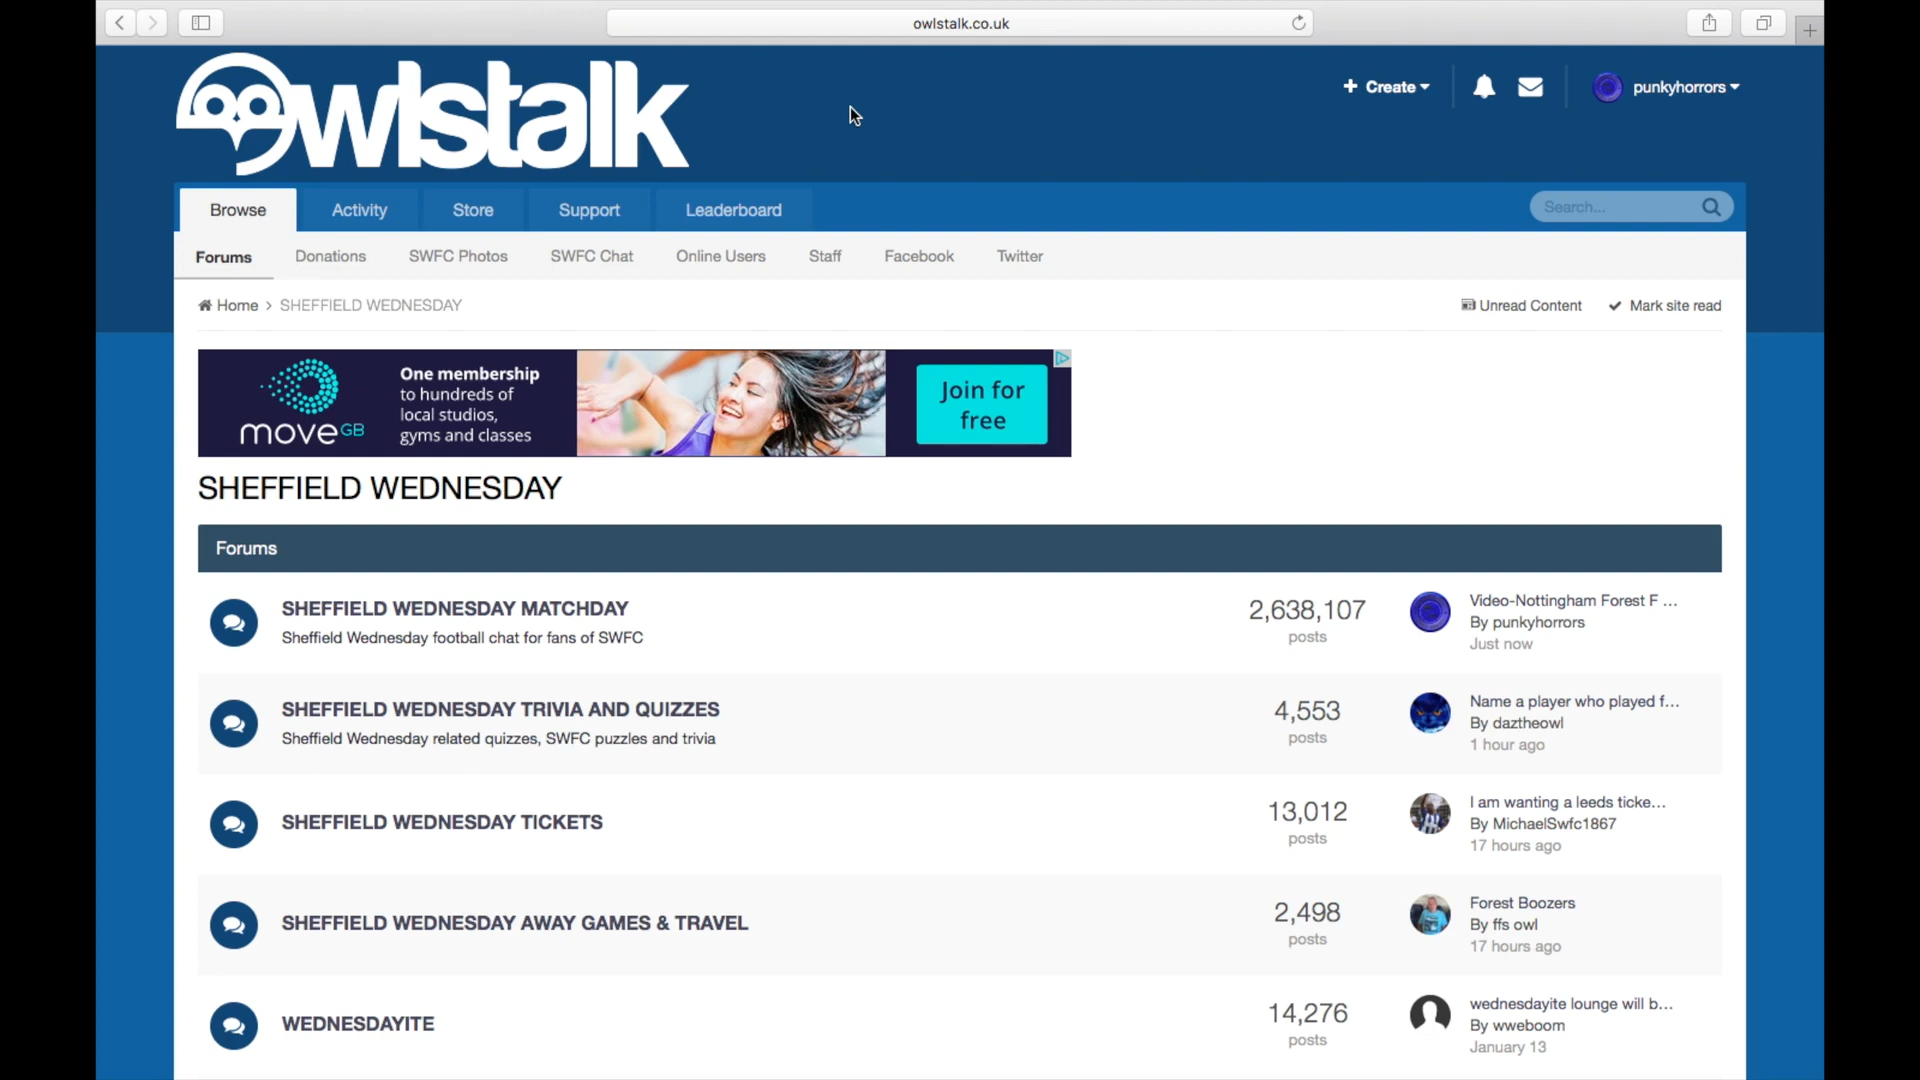 owlstalk.co.uk
owlstalk
Create
punkyhorrors
Browse
Activity
Store
Support
Leaderboard
Search...
Forums
Donations
SWFC Photos
SWFC Chat
Online Users
Staff
Facebook
Twitter
Home > SHEFFIELD WEDNESDAY
Unread Content
Mark site read
move GB
One membership
to hundreds of
local studios,
gyms and classes
Join for
free
SHEFFIELD WEDNESDAY
Forums
SHEFFIELD WEDNESDAY MATCHDAY
Sheffield Wednesday football chat for fans of SWFC
2,638,107
posts
Video-Nottingham Forest F ...
By punkyhorrors
Just now
SHEFFIELD WEDNESDAY TRIVIA AND QUIZZES
Sheffield Wednesday related quizzes, SWFC puzzles and trivia
4,553
posts
Name a player who played f...
By daztheowl
1 hour ago
SHEFFIELD WEDNESDAY TICKETS
13,012
posts
I am wanting a leeds ticke...
By MichaelSwfc1867
17 hours ago
SHEFFIELD WEDNESDAY AWAY GAMES & TRAVEL
2,498
posts
Forest Boozers
By ffs owl
17 hours ago
WEDNESDAYITE
14,276
posts
wednesdayite lounge will b...
By wweboom
January 13